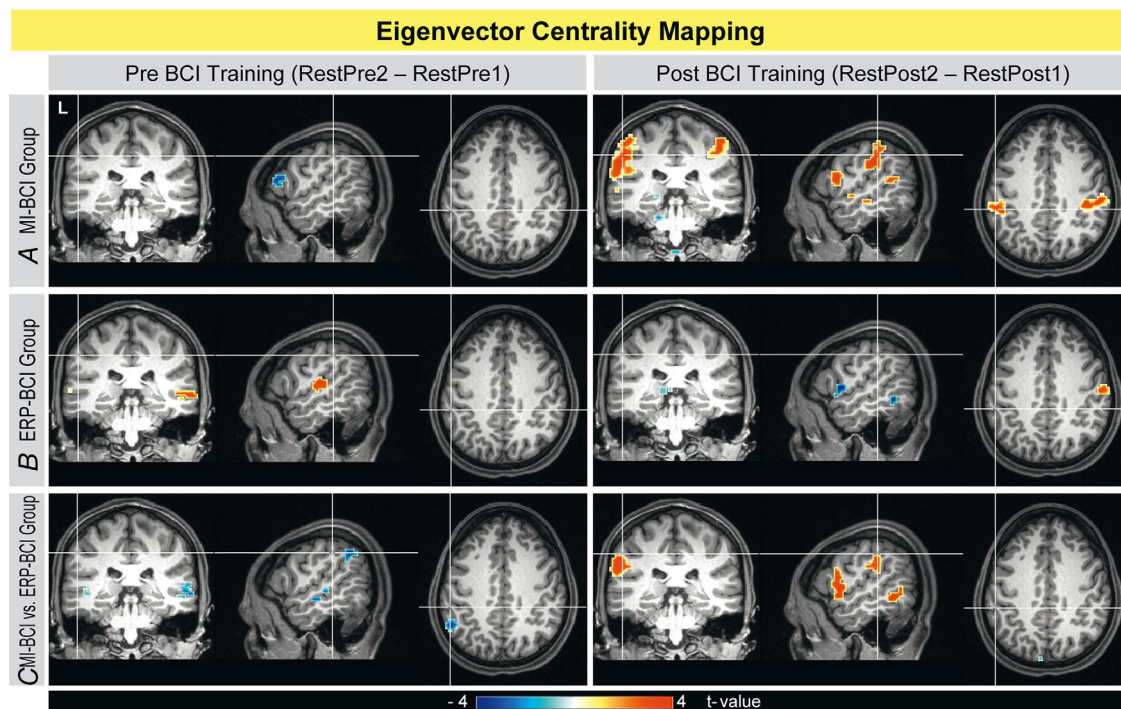 Eigenvector Centrality Mapping
Pre BCI Training (RestPre2 – RestPre1)
Post BCI Training (RestPost2 – RestPost1)
L
A MI-BCI Group
B ERP-BCI Group
C MI-BCI vs. ERP-BCI Group
- 4
4 t-value